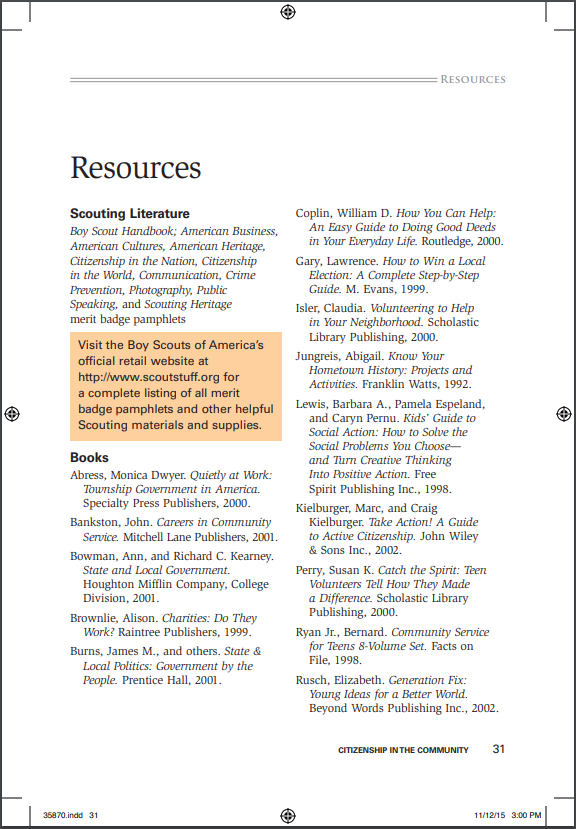 RESOURCES
Resources
Scouting Literature
Boy Scout Handbook; American Business,
American Cultures, American Heritage,
Citizenship in the Nation, Citizenship
in the World, Communication, Crime
Prevention, Photography, Public
Speaking, and Scouting Heritage
merit badge pamphlets
Visit the Boy Scouts of America's
official retail website at
http://www.scoutstuff.org for
a complete listing of all merit
badge pamphlets and other helpful
Scouting materials and supplies.
Books
Abress, Monica Dwyer. Quietly at Work:
Township Government in America.
Specialty Press Publishers, 2000.
Bankston, John. Careers in Community
Service. Mitchell Lane Publishers, 2001.
Bowman, Ann, and Richard C. Kearney.
State and Local Government.
Houghton Mifflin Company, College
Division, 2001.
Brownlie, Alison. Charities: Do They
Work? Raintree Publishers, 1999.
Burns, James M., and others. State &
Local Politics: Government by the
People. Prentice Hall, 2001.
Coplin, William D. How You Can Help:
An Easy Guide to Doing Good Deeds
in Your Everyday Life. Routledge, 2000.
Gary, Lawrence. How to Win a Local
Election: A Complete Step-by-Step
Guide. M. Evans, 1999.
Isler, Claudia. Volunteering to Help
in Your Neighborhood. Scholastic
Library Publishing, 2000.
Jungreis, Abigail. Know Your
Hometown History: Projects and
Activities. Franklin Watts, 1992.
Lewis, Barbara A., Pamela Espeland,
and Caryn Pernu. Kids' Guide to
Social Action: How to Solve the
Social Problems You Choose—
and Turn Creative Thinking
Into Positive Action. Free
Spirit Publishing Inc., 1998.
Kielburger, Marc, and Craig
Kielburger. Take Action! A Guide
to Active Citizenship. John Wiley
& Sons Inc., 2002.
Perry, Susan K. Catch the Spirit: Teen
Volunteers Tell How They Made
a Difference. Scholastic Library
Publishing, 2000.
Ryan Jr., Bernard. Community Service
for Teens 8-Volume Set. Facts on
File, 1998.
Rusch, Elizabeth. Generation Fix:
Young Ideas for a Better World.
Beyond Words Publishing Inc., 2002.
CITIZENSHIP IN THE COMMUNITY 31
35870.indd 31 11/12/15 3:00 PM